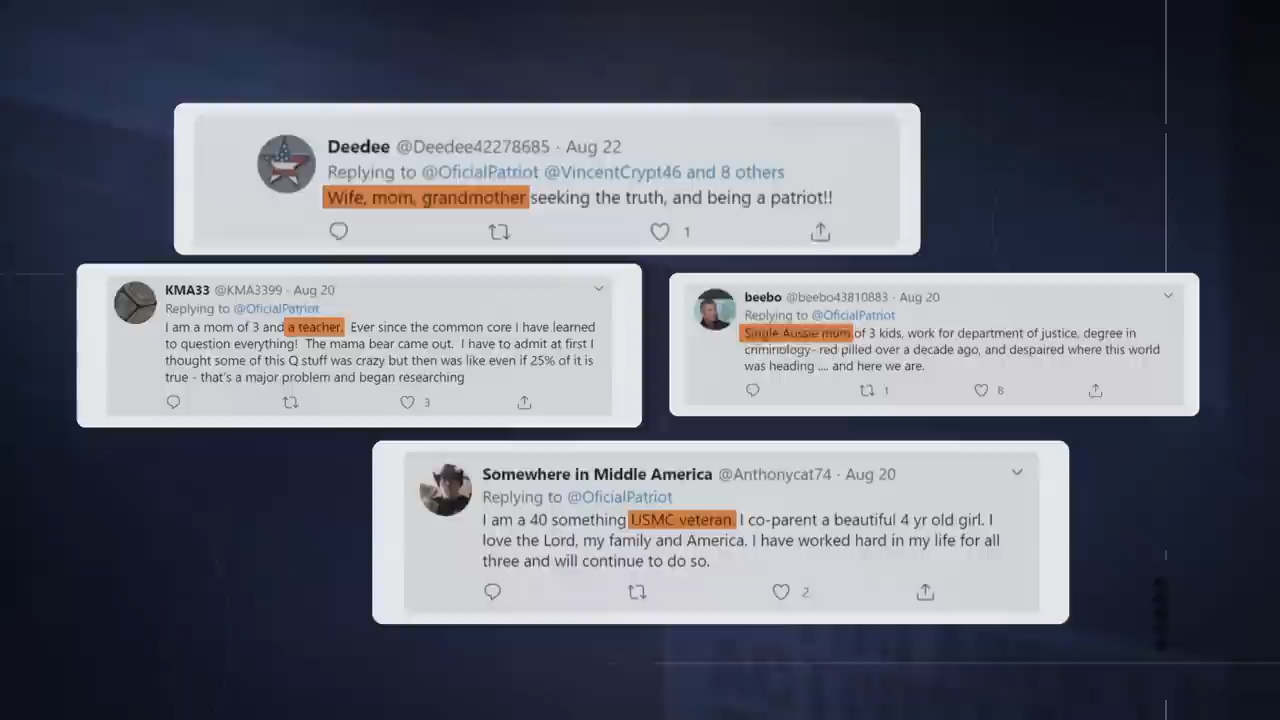 Deedee @Deedee42278685 · Aug 22
Replying to @OficialPatriot @VincentCrypt46 and 8 others
Wife, mom, grandmother seeking the truth, and being a patriot!!
1
KMA33 @KMA3399 · Aug 20
Replying to @OficialPatriot
I am a mom of 3 and a teacher. Ever since the common core I have learned
to question everything! The mama bear came out. I have to admit at first I
thought some of this Q stuff was crazy but then was like even if 25% of it is
true - that's a major problem and began researching
3
beebo @beebo43810883 · Aug 20
Replying to @OficialPatriot
Single Aussie mum of 3 kids, work for department of justice, degree in
criminology- red pilled over a decade ago, and despaired where this world
was heading .... and here we are.
1 8
Somewhere in Middle America @Anthonycat74 · Aug 20
Replying to @OficialPatriot
I am a 40 something USMC veteran. I co-parent a beautiful 4 yr old girl. I
love the Lord, my family and America. I have worked hard in my life for all
three and will continue to do so.
2